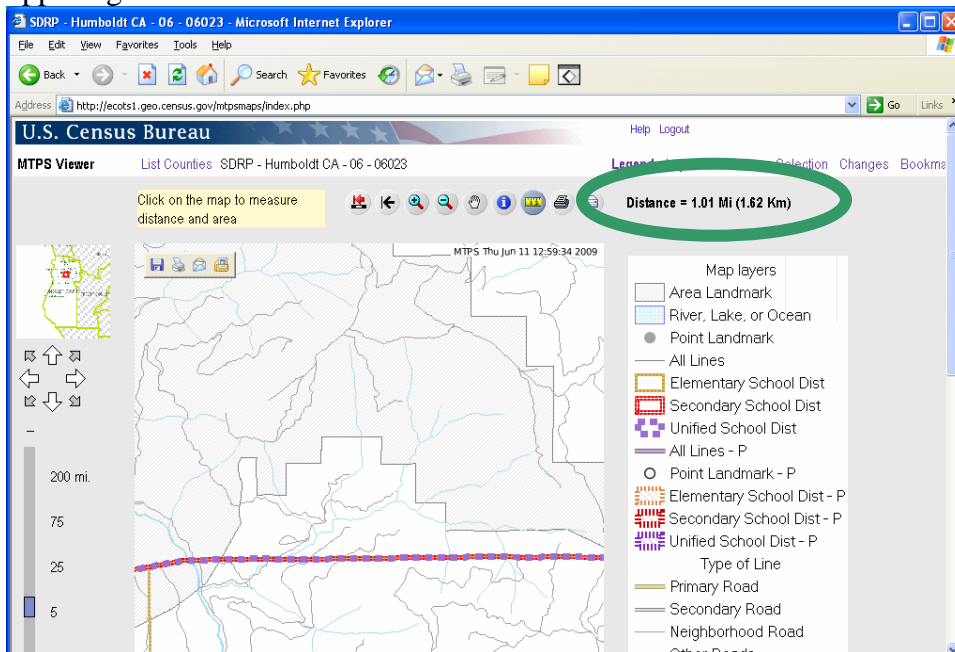 SDRP - Humboldt CA - 06 - 06023 - Microsoft Internet Explorer
File Edit View Favorites Tools Help
Back Search Favorites
Address http://ecots1.geo.census.gov/mtpsmaps/index.php Go Links
U.S. Census Bureau Help Logout
MTPS Viewer List Counties SDRP - Humboldt CA - 06 - 06023 Legend Selection Changes Bookma
Click on the map to measure
distance and area
Distance = 1.01 Mi (1.62 Km)
MTPS Thu Jun 11 12:59:34 2009
Map layers
Area Landmark
River, Lake, or Ocean
Point Landmark
All Lines
Elementary School Dist
Secondary School Dist
Unified School Dist
All Lines - P
Point Landmark - P
Elementary School Dist - P
Secondary School Dist - P
Unified School Dist - P
Type of Line
Primary Road
Secondary Road
Neighborhood Road
Other Roads
200 mi.
75
25
5